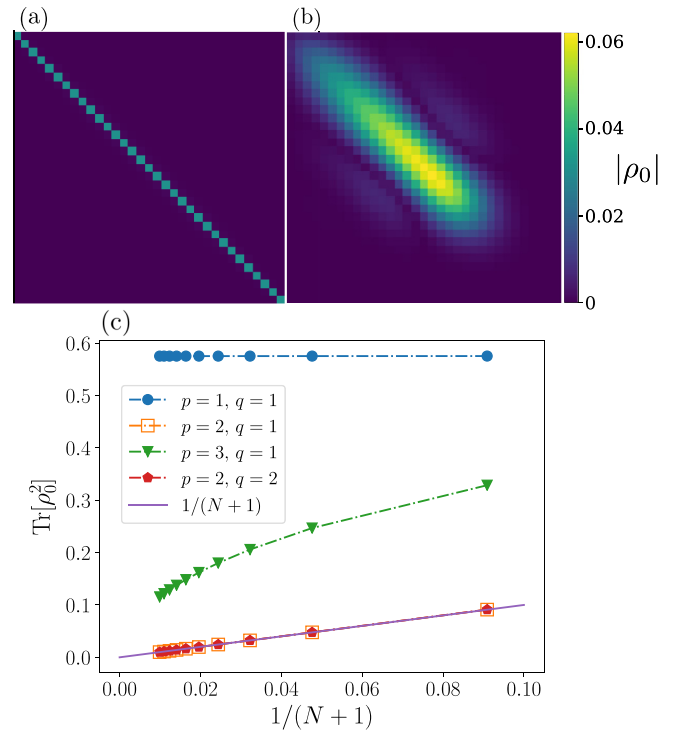 (a)
(b)
0.06
0.04
|ρ₀|
0.02
0
(c)
0.6
0.5
0.4
0.3
0.2
0.1
0.0
Tr[ρ₀²]
p = 1, q = 1
p = 2, q = 1
p = 3, q = 1
p = 2, q = 2
1/(N + 1)
0.00 0.02 0.04 0.06 0.08 0.10
1/(N + 1)